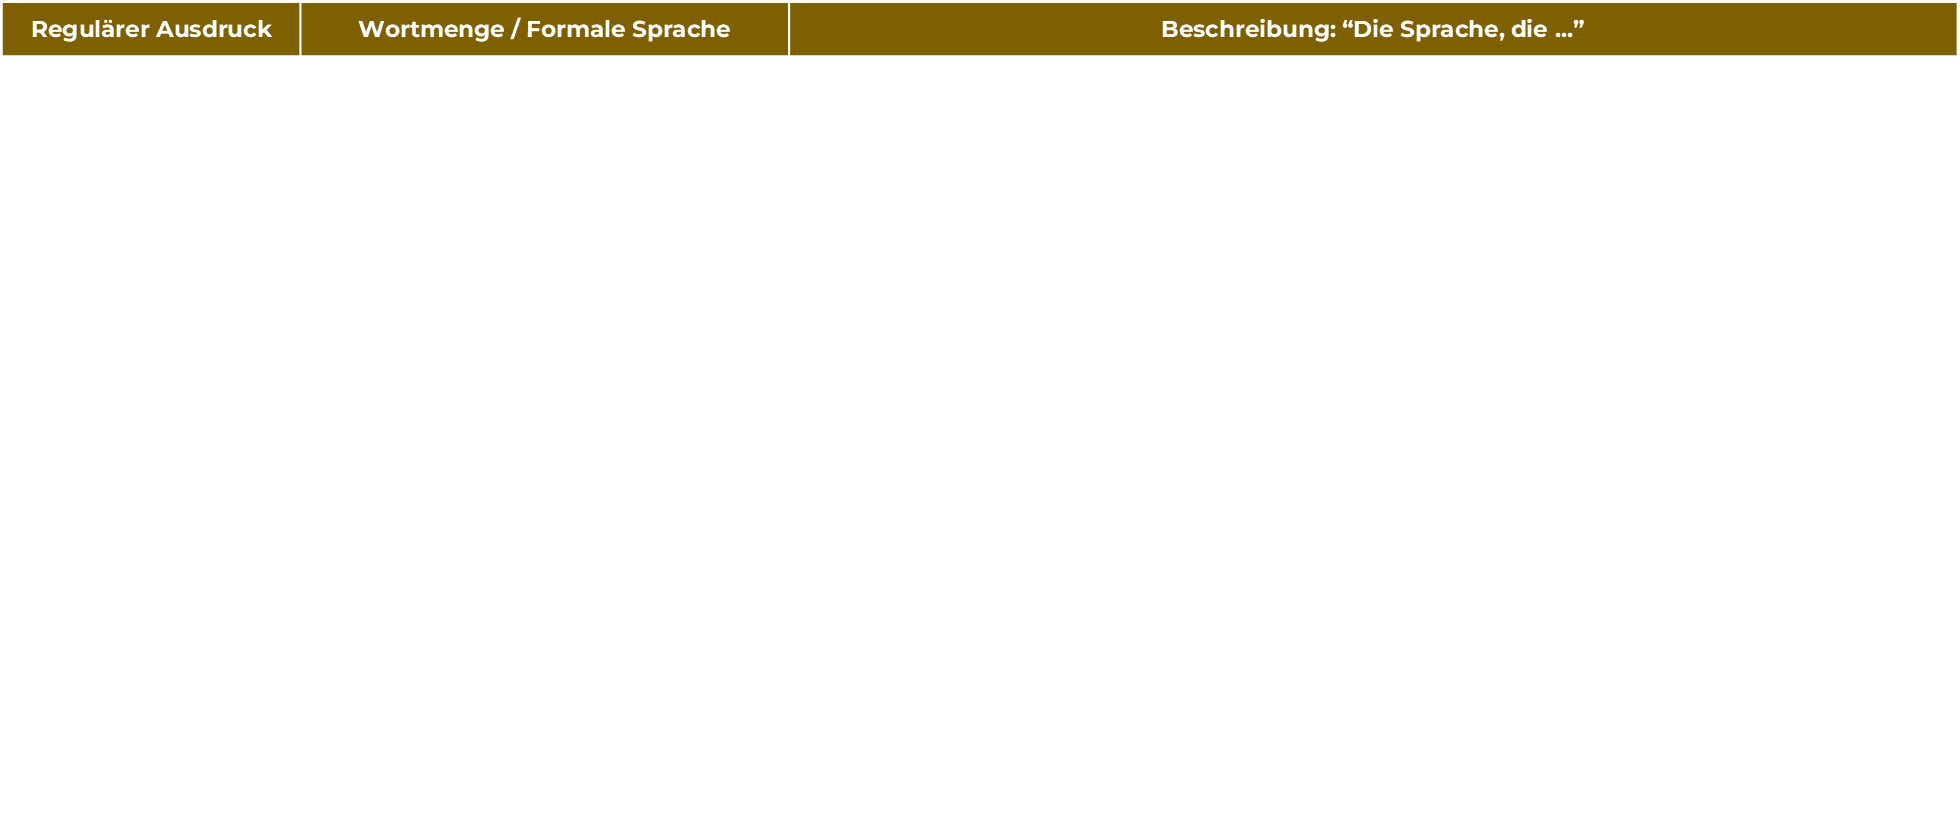 Regulärer Ausdruck Wortmenge / Formale Sprache Beschreibung: “Die Sprache, die ...”